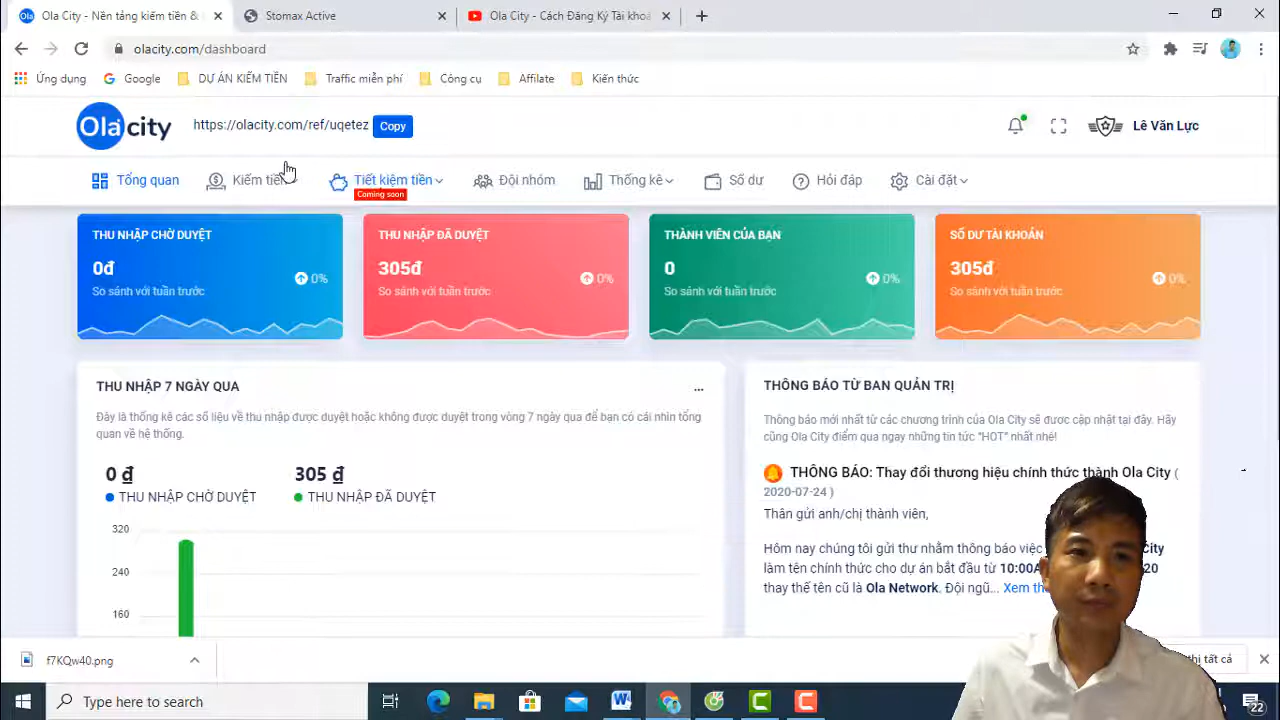 Ola City - Nền tảng kiếm tiền &
Stomax Active
Ola City - Cách Đăng Ký Tài khoả
olacity.com/dashboard
Ứng dụng
Google
DỰ ÁN KIẾM TIỀN
Traffic miễn phí
Công cụ
Affilate
Kiến thức
Ola city
https://olacity.com/ref/uqetez
Copy
Lê Văn Lực
Tổng quan
Kiếm tiền
Tiết kiệm tiền
Coming soon
Đội nhóm
Thống kê
Số dư
Hỏi đáp
Cài đặt
THU NHẬP CHỜ DUYỆT
0đ
0%
So sánh với tuần trước
THU NHẬP ĐÃ DUYỆT
305đ
0%
So sánh với tuần trước
THÀNH VIÊN CỦA BẠN
0
0%
So sánh với tuần trước
SỐ DƯ TÀI KHOẢN
305đ
0%
So sánh với tuần trước
THU NHẬP 7 NGÀY QUA
...
Đây là thống kê các số liệu về thu nhập được duyệt hoặc không được duyệt trong vòng 7 ngày qua để bạn có cái nhìn tổng
quan về hệ thống.
0 đ
THU NHẬP CHỜ DUYỆT
305 đ
THU NHẬP ĐÃ DUYỆT
320
240
160
THÔNG BÁO TỪ BAN QUẢN TRỊ
Thông báo mới nhất từ các chương trình của Ola City sẽ được cập nhật tại đây. Hãy
cùng Ola City điểm qua ngay những tin tức "HOT" nhất nhé!
THÔNG BÁO: Thay đổi thương hiệu chính thức thành Ola City (
2020-07-24 )
Thân gửi anh/chị thành viên,
Hôm nay chúng tôi gửi thư nhằm thông báo việc
làm tên chính thức cho dự án bắt đầu từ 10:00A
thay thế tên cũ là Ola Network. Đội ngũ... Xem
f7KQw40.png
tất cả
Type here to search
22